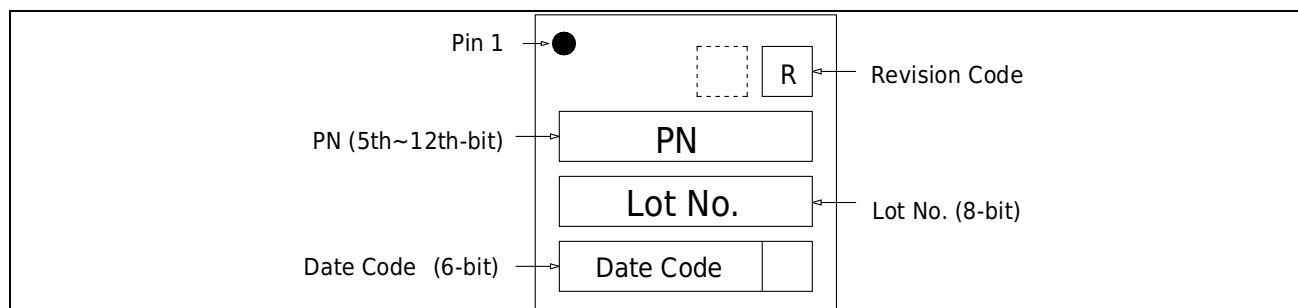 Pin 1
R
Revision Code
PN (5th~12th-bit)
PN
Lot No.
Lot No. (8-bit)
Date Code (6-bit)
Date Code